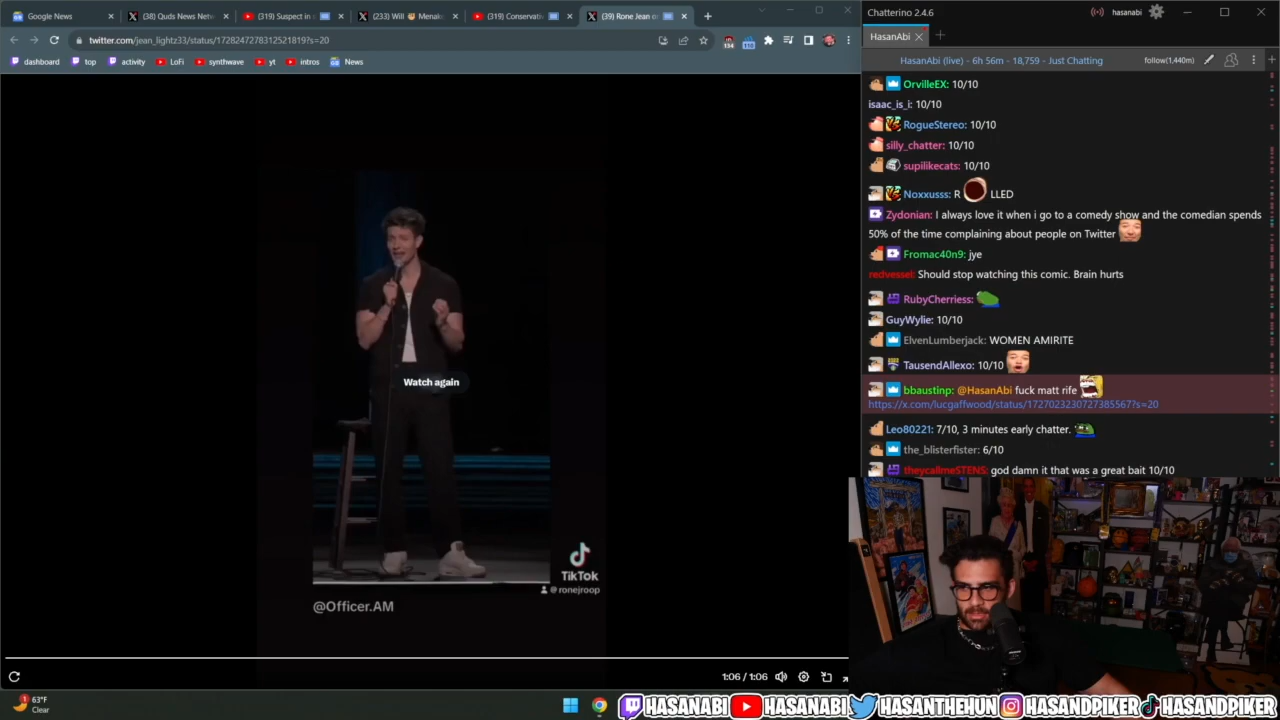 Google News
(38) Quds News Netw
(319) Suspect in
(233) Will
Menak
(319) Conservativ
(39) Rone Jean o
twitter.com/jean_lightz33/status/1728247278312521819?s=20
134
110
dashboard
top
activity
LoFi
synthwave
yt
intros
News
Watch again
TikTok
@ronejroop
@Officer.AM
1:06 / 1:06
63°F
Clear
Chatterino 2.4.6
hasanabi
HasanAbi
HasanAbi (live) - 6h 56m - 18,759 - Just Chatting
follow(1,440m)
OrvilleEX: 10/10
isaac_is_i: 10/10
RogueStereo: 10/10
silly_chatter: 10/10
supilikecats: 10/10
Noxxusss: R LLED
Zydonian: I always love it when i go to a comedy show and the comedian spends
50% of the time complaining about people on Twitter
Fromac40n9: jye
redvessel: Should stop watching this comic. Brain hurts
RubyCherriess:
GuyWylie: 10/10
ElvenLumberjack: WOMEN AMIRITE
TausendAllexo: 10/10
bbaustinp: @HasanAbi fuck matt rife
https://x.com/lucgaffwood/status/1727023230727385567?s=20
Leo80221: 7/10, 3 minutes early chatter.
the_blisterfister: 6/10
theycallmeSTENS: god damn it that was a great bait 10/10
HASANABI
HASANABI
HASANTHEHUN
HASANDPIKER
HASANDPIKER